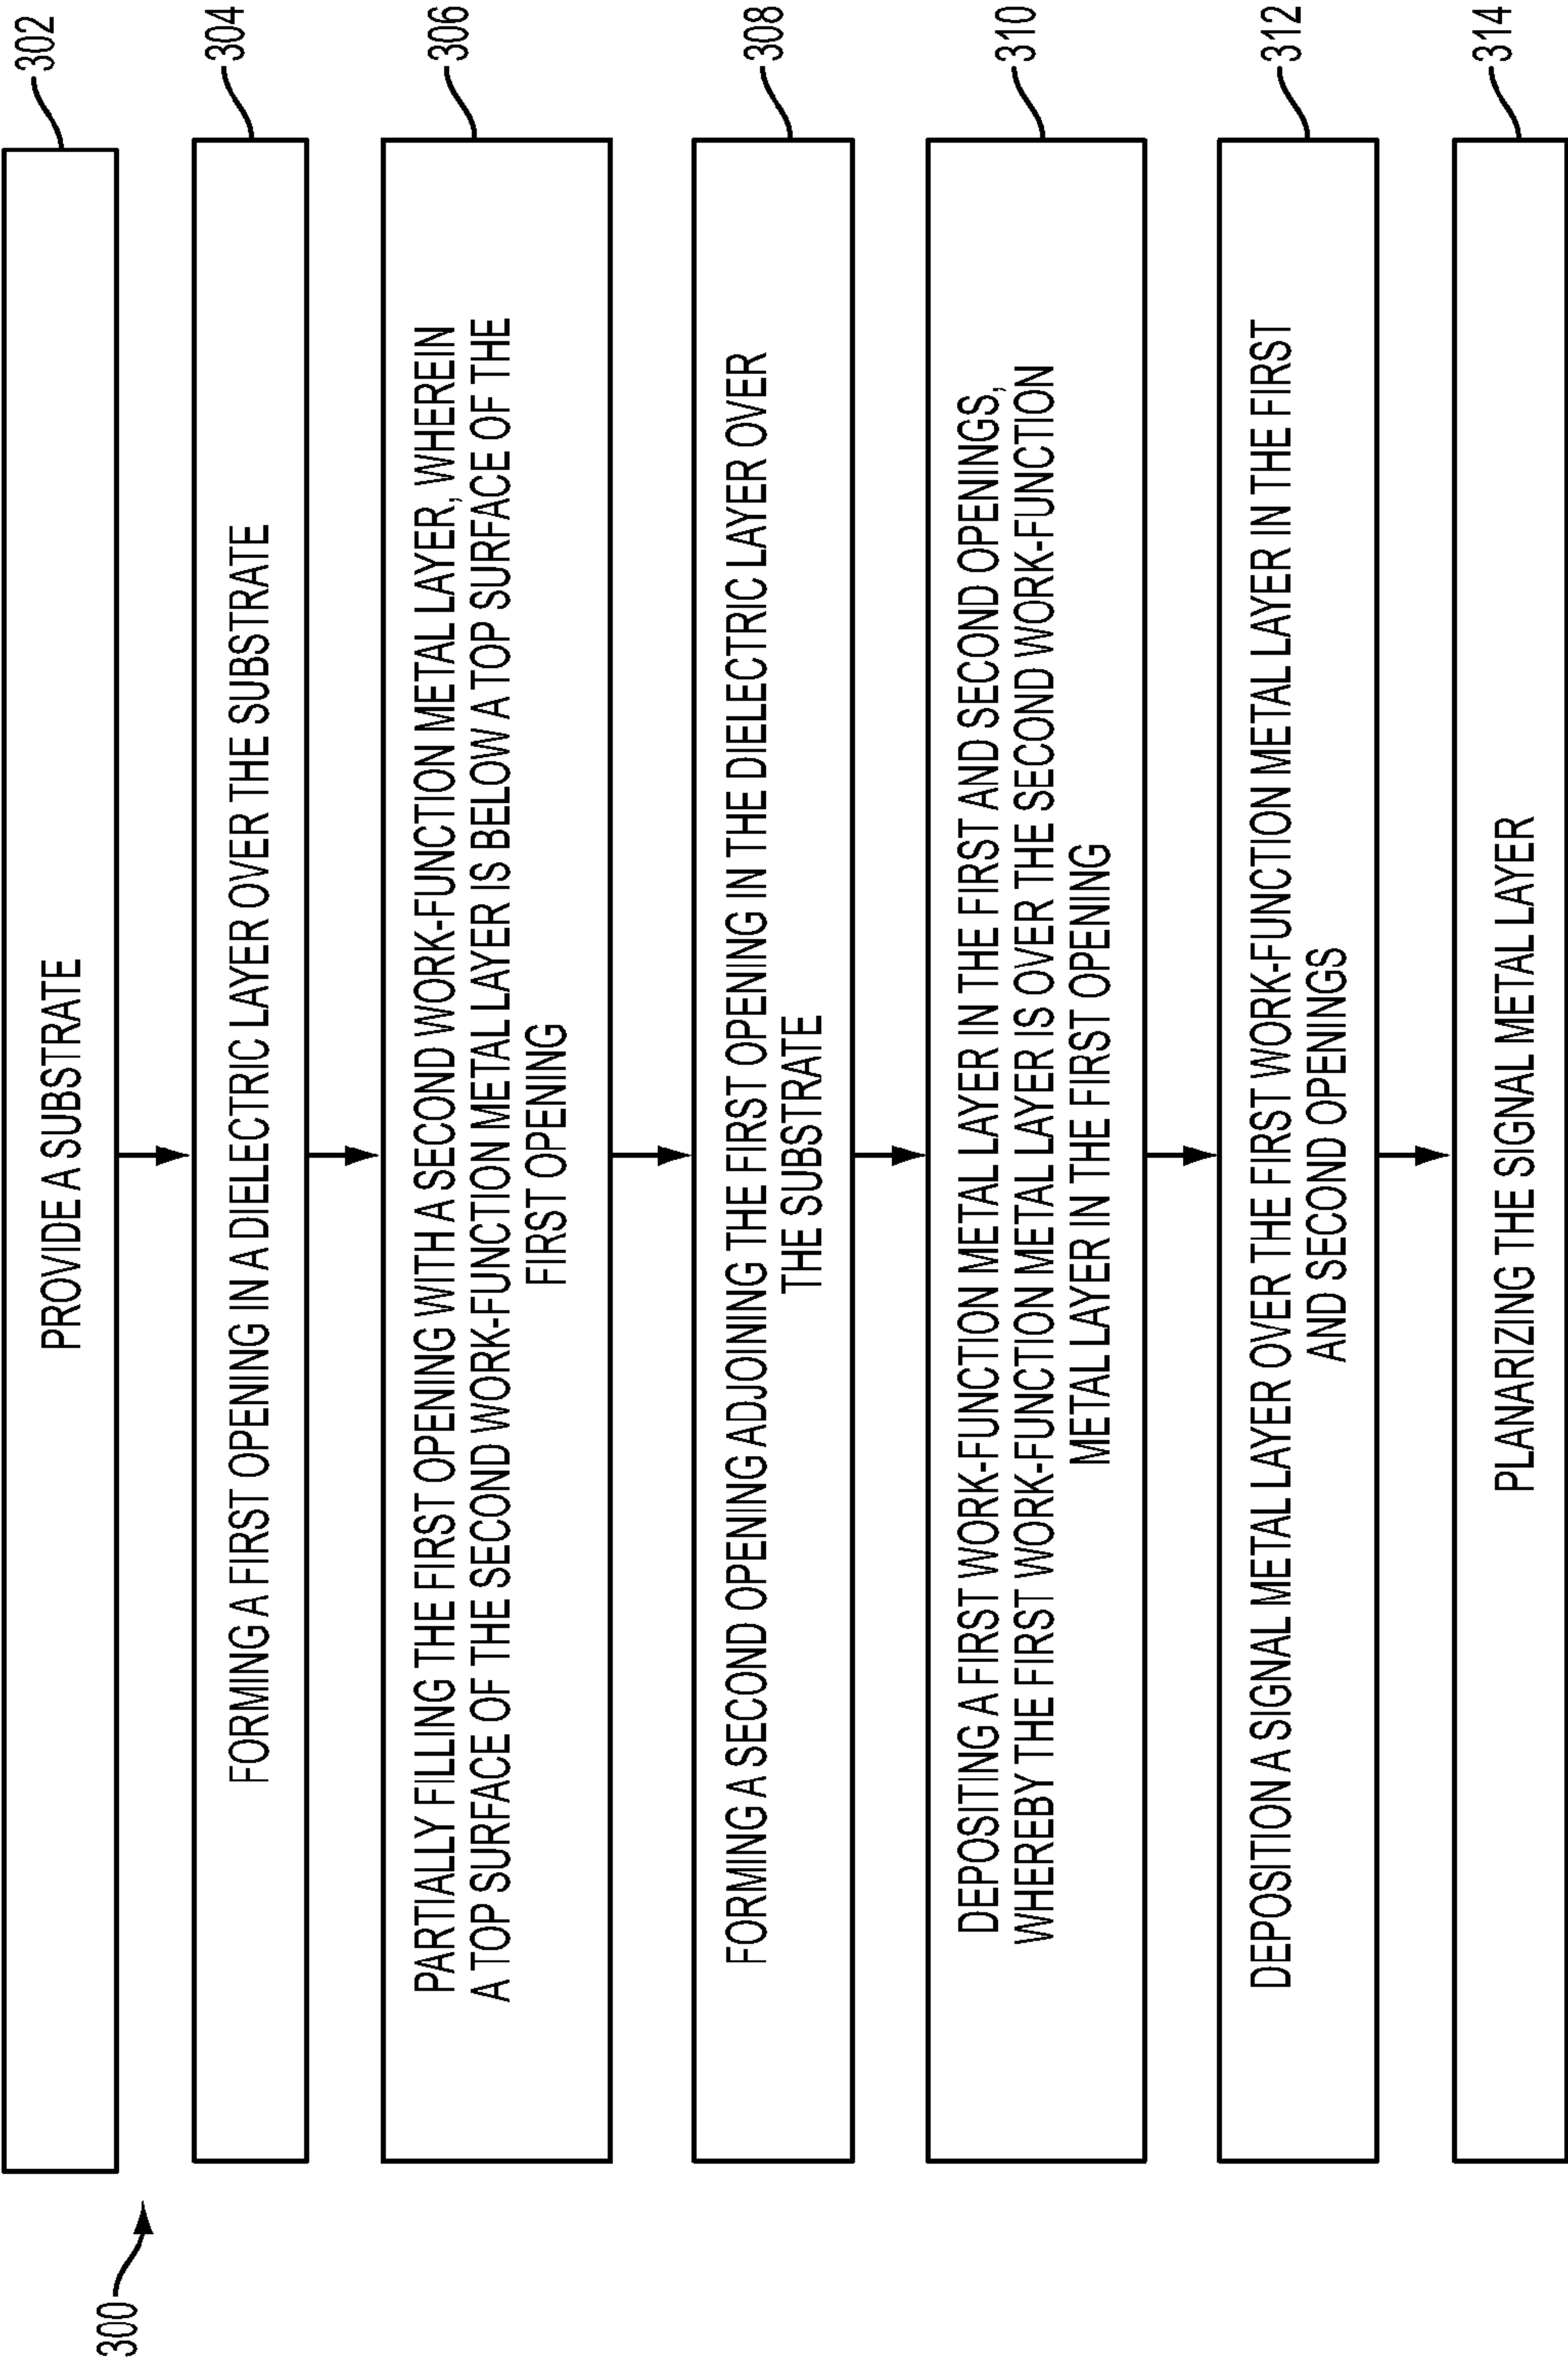 300
302
PROVIDE A SUBSTRATE
304
FORMING A FIRST OPENING IN A DIELECTRIC LAYER OVER THE SUBSTRATE
306
PARTIALLY FILLING THE FIRST OPENING WITH A SECOND WORK-FUNCTION METAL LAYER, WHEREIN
A TOP SURFACE OF THE SECOND WORK-FUNCTION METAL LAYER IS BELOW A TOP SURFACE OF THE
FIRST OPENING
308
FORMING A SECOND OPENING ADJOINING THE FIRST OPENING IN THE DIELECTRIC LAYER OVER
THE SUBSTRATE
310
DEPOSITING A FIRST WORK-FUNCTION METAL LAYER IN THE FIRST AND SECOND OPENINGS,
WHEREBY THE FIRST WORK-FUNCTION METAL LAYER IS OVER THE SECOND WORK-FUNCTION
METAL LAYER IN THE FIRST OPENING
312
DEPOSITION A SIGNAL METAL LAYER OVER THE FIRST WORK-FUNCTION METAL LAYER IN THE FIRST
AND SECOND OPENINGS
314
PLANARIZING THE SIGNAL METAL LAYER